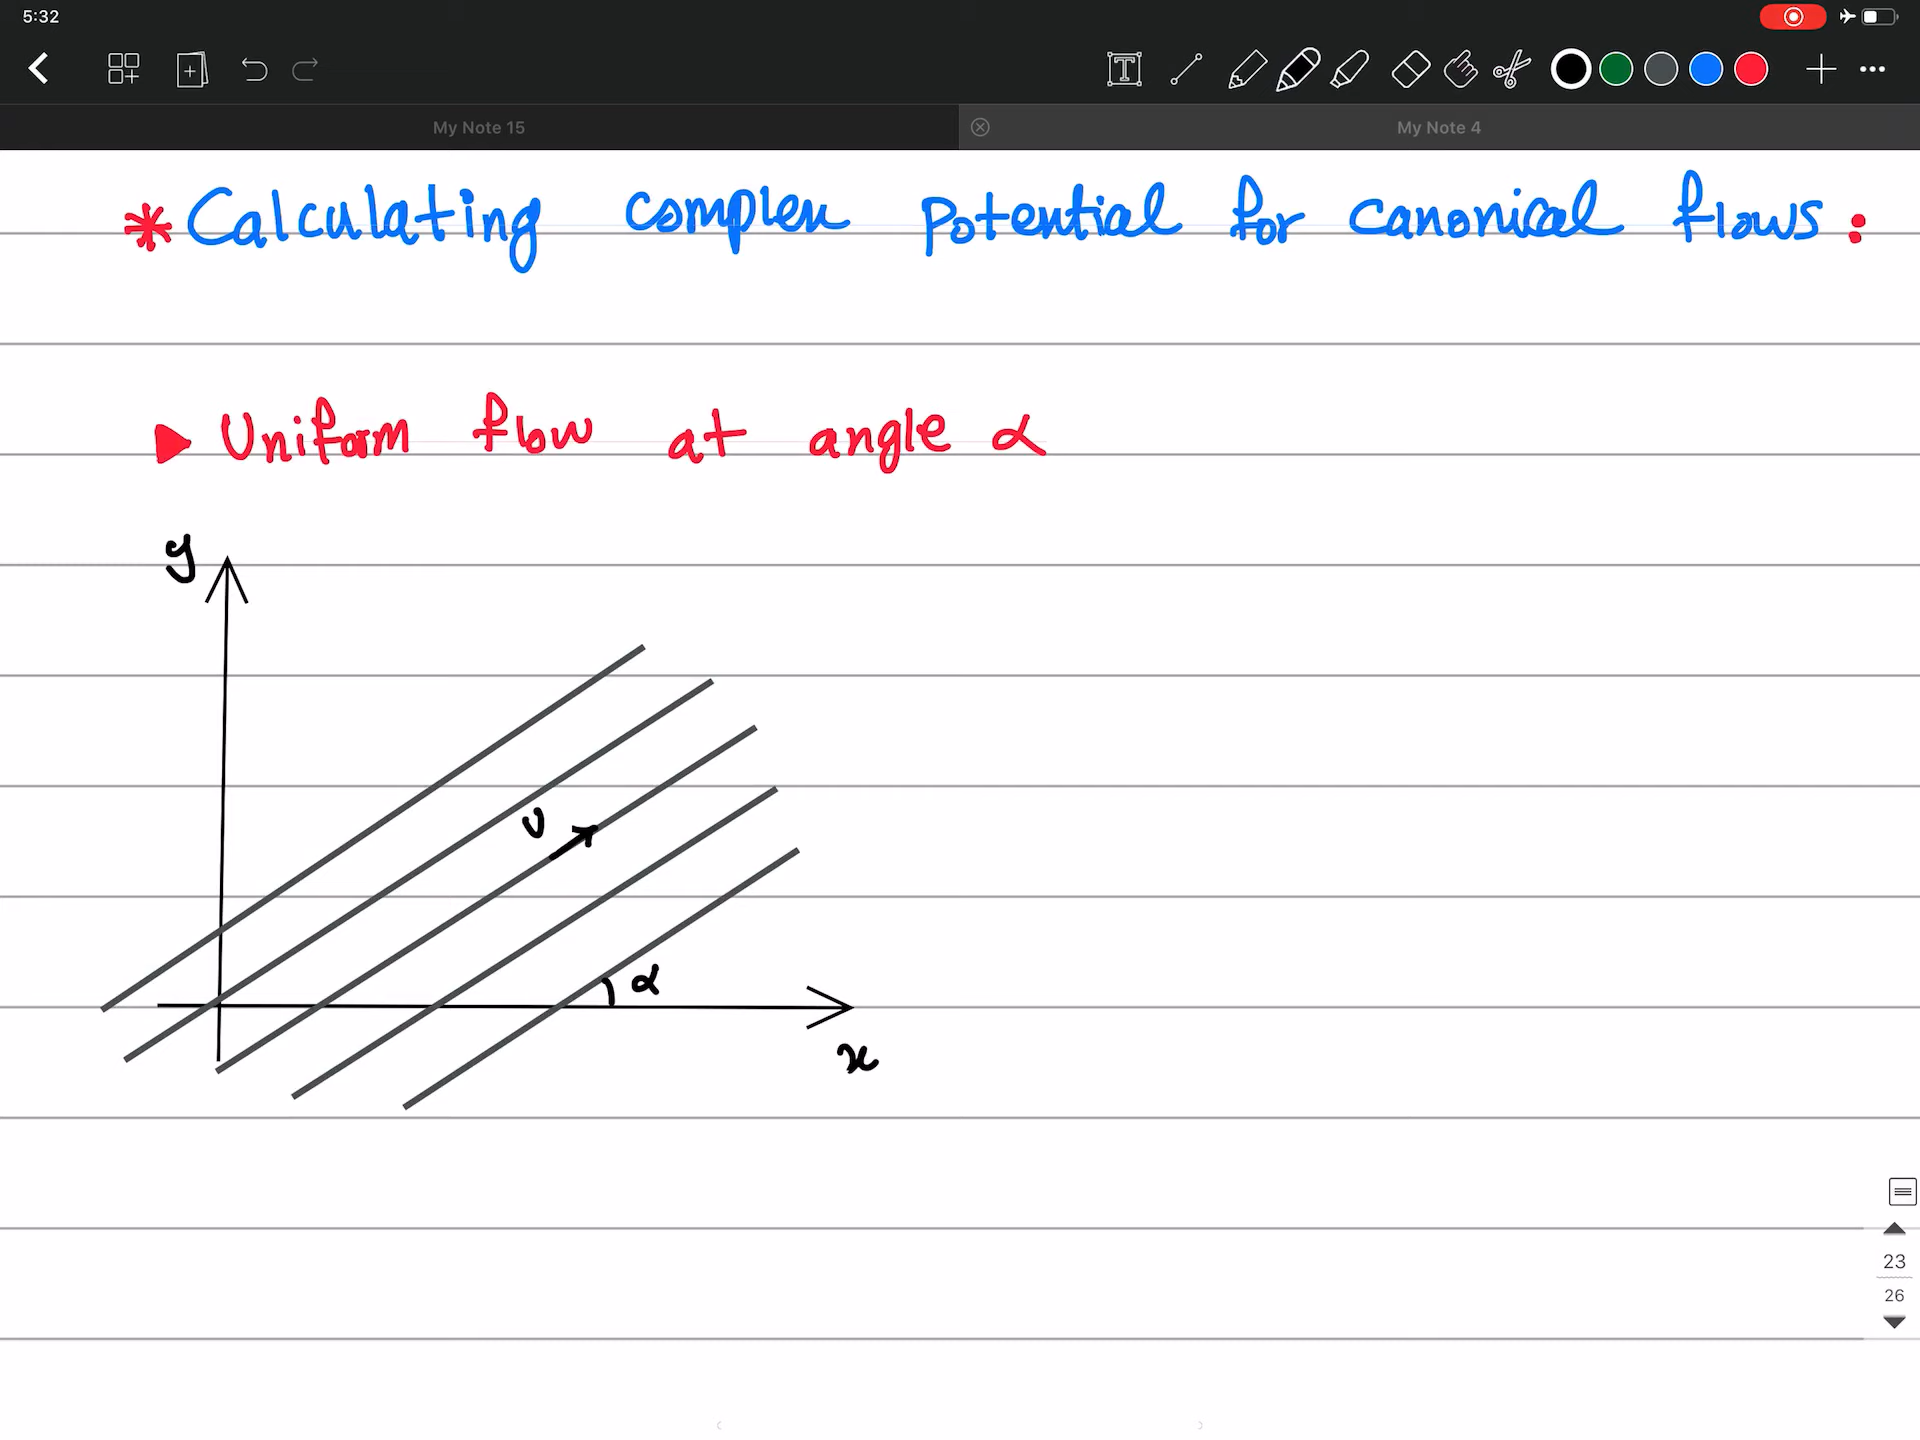 5:32
T
My Note 15
My Note 4
* Calculating complex potential for canonical flows :
▶ Uniform flow at angle α
y
U
α
x
23
26